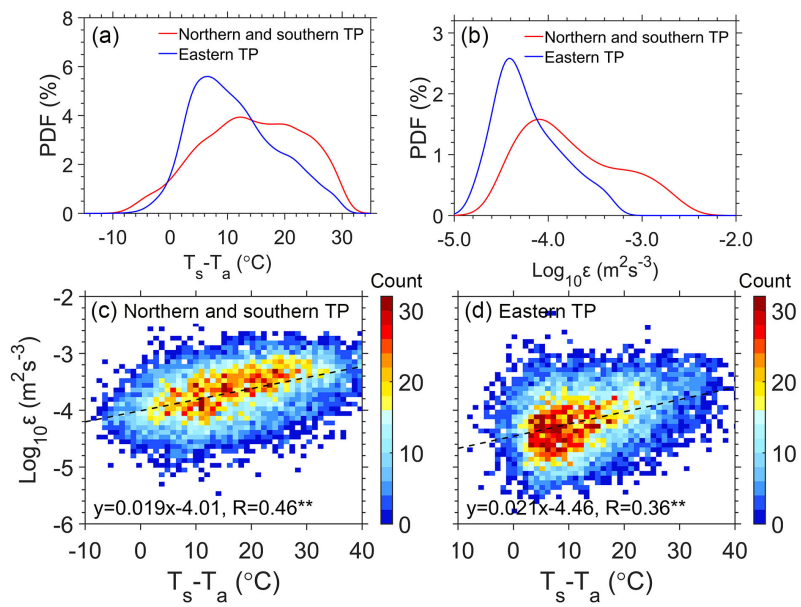 (a)
Northern and southern TP
Eastern TP
PDF (%)
8
6
4
2
0
-10 0 10 20 30
Ts-Ta (°C)
(b)
Northern and southern TP
Eastern TP
PDF (%)
3
2
1
0
-5.0 -4.0 -3.0 -2.0
Log10ε (m2s-3)
(c) Northern and southern TP
Count
30
20
10
0
Log10ε (m2s-3)
-2
-3
-4
-5
-6
y=0.019x-4.01, R=0.46**
-10 0 10 20 30 40
Ts-Ta (°C)
(d) Eastern TP
Count
30
20
10
0
y=0.021x-4.46, R=0.36**
10 0 10 20 30 40
Ts-Ta (°C)